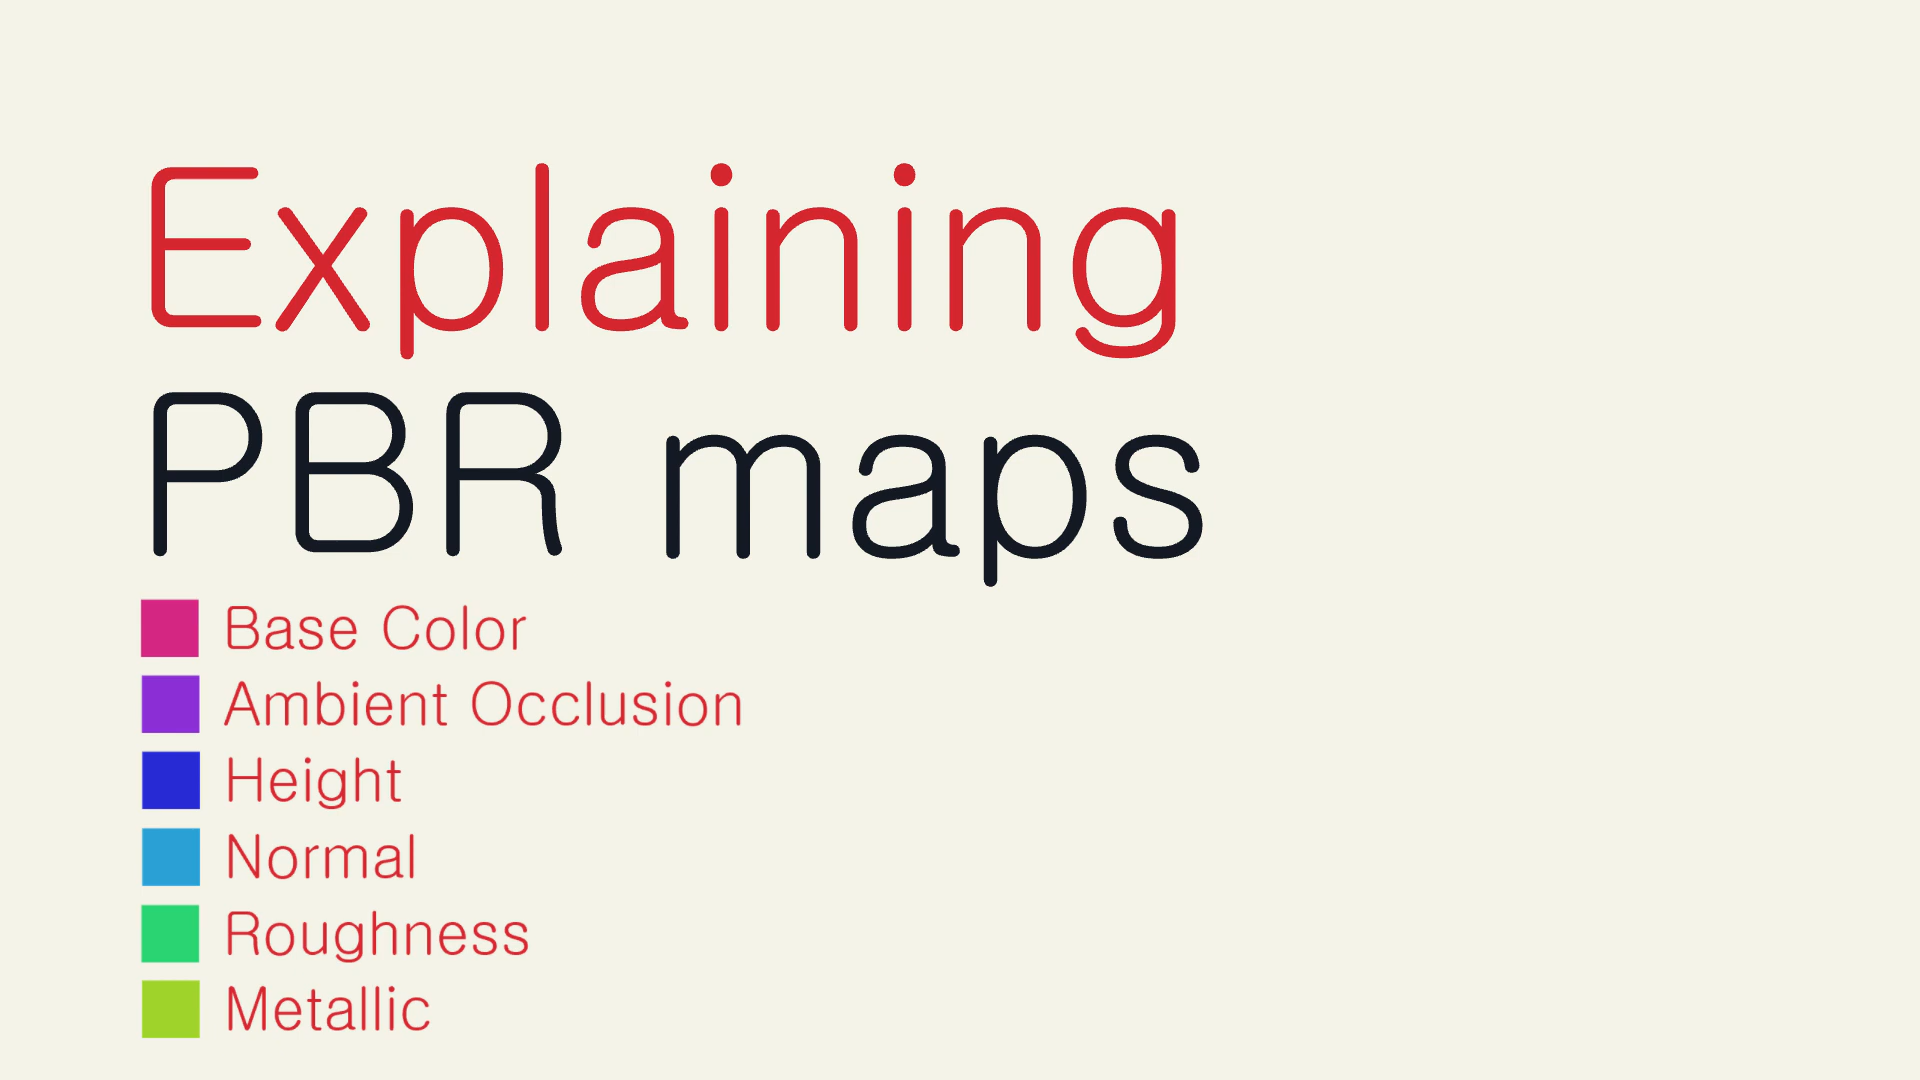 Explaining
PBR maps
Base Color
Ambient Occlusion
Height
Normal
Roughness
Metallic